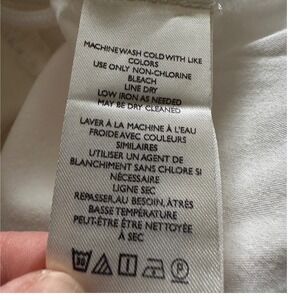 MACHINE WASH COLD WITH LIKE
COLORS
USE ONLY NON-CHLORINE
BLEACH
LINE DRY
LOW IRON AS NEEDED
MAY BE DRY CLEANED
LAVER À LA MACHINE À L'EAU
FROIDE AVEC COULEURS
SIMILAIRES
UTILISER UN AGENT DE
BLANCHIMENT SANS CHLORE SI
NÉCESSAIRE
LIGNE SEC
REPASSER, AU BESOIN, À TRÈS
BASSE TEMPÉRATURE
PEUT-ÊTRE ÊTRE NETTOYÉE
À SEC
30 P